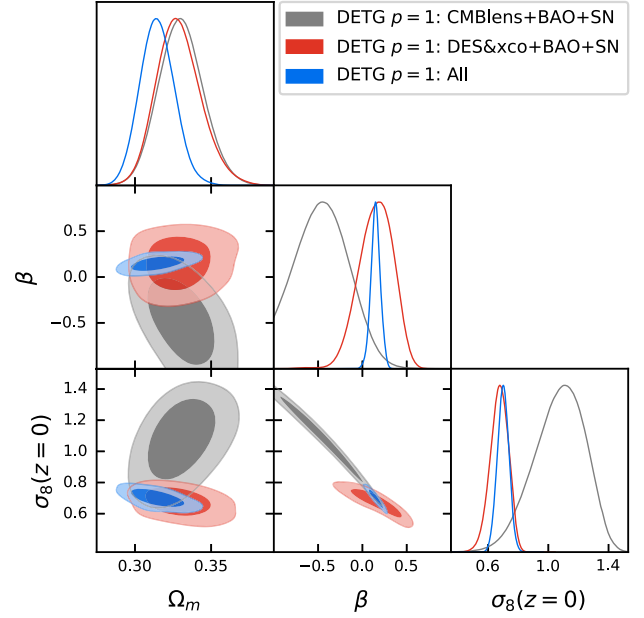 DETG p = 1: CMBlens+BAO+SN
DETG p = 1: DES&xco+BAO+SN
DETG p = 1: All
0.5
0.0
−0.5
β
1.4
1.2
1.0
0.8
0.6
σ₈(z = 0)
0.30 0.35
−0.5 0.0 0.5
0.6 1.0 1.4
Ωₘ
β
σ₈(z = 0)